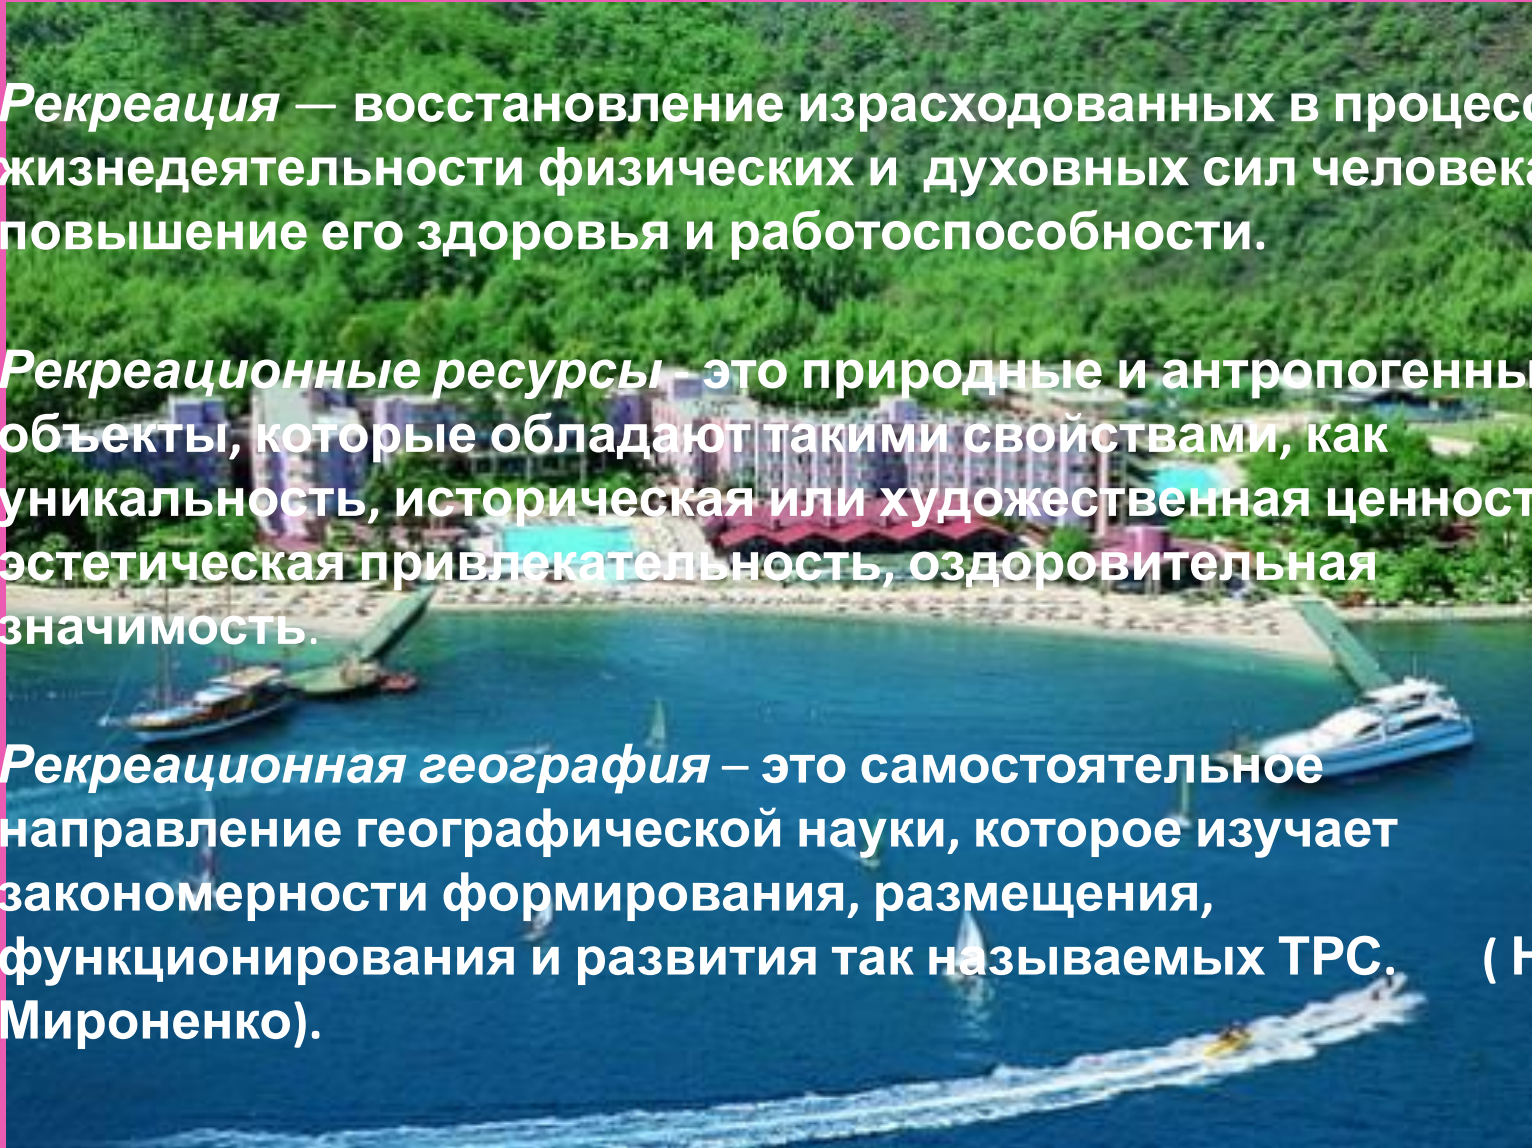 Рекреация — восстановление израсходованных в процесс
жизнедеятельности физических и духовных сил человека
повышение его здоровья и работоспособности.
Рекреационные ресурсы - это природные и антропогенны
объекты, которые обладают такими свойствами, как
уникальность, историческая или художественная ценност
эстетическая привлекательность, оздоровительная
значимость.
Рекреационная география – это самостоятельное
направление географической науки, которое изучает
закономерности формирования, размещения,
функционирования и развития так называемых ТРС. ( Н
Мироненко).